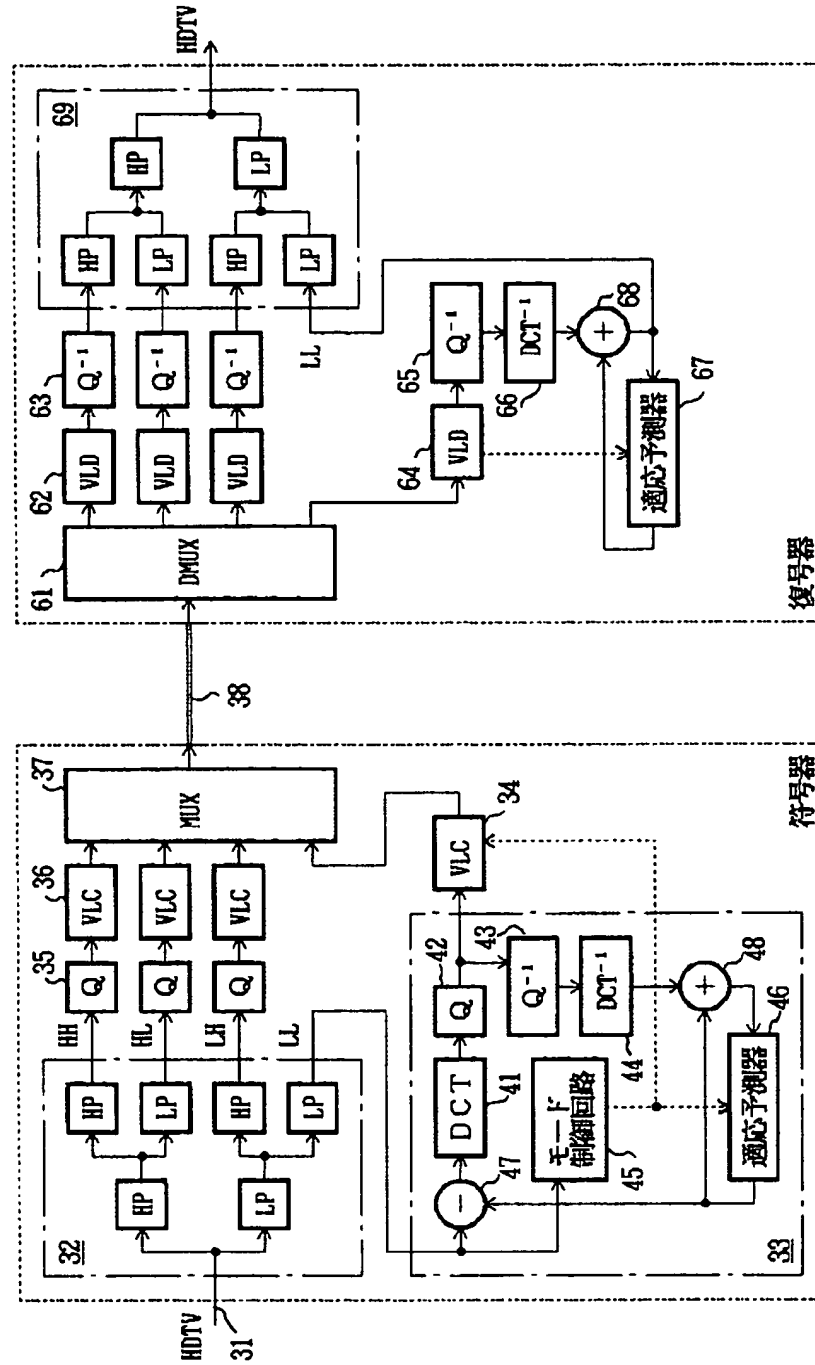 HDTV
31
32
HP
LP
HP
LP
HP
LP
HH
HL
LH
LL
35
Q
Q
Q
36
VLC
VLC
VLC
37
MUX
38
33
47
−
DCT
41
42
Q
43
Q⁻¹
DCT⁻¹
44
モード
制御回路
45
適応予測器
46
+
48
VLC
34
符号器
61
DMUX
62
VLD
VLD
VLD
63
Q⁻¹
Q⁻¹
Q⁻¹
64
VLD
65
Q⁻¹
DCT⁻¹
66
+
68
適応予測器
67
LL
HP
LP
HP
LP
HP
LP
69
HDTV
復号器